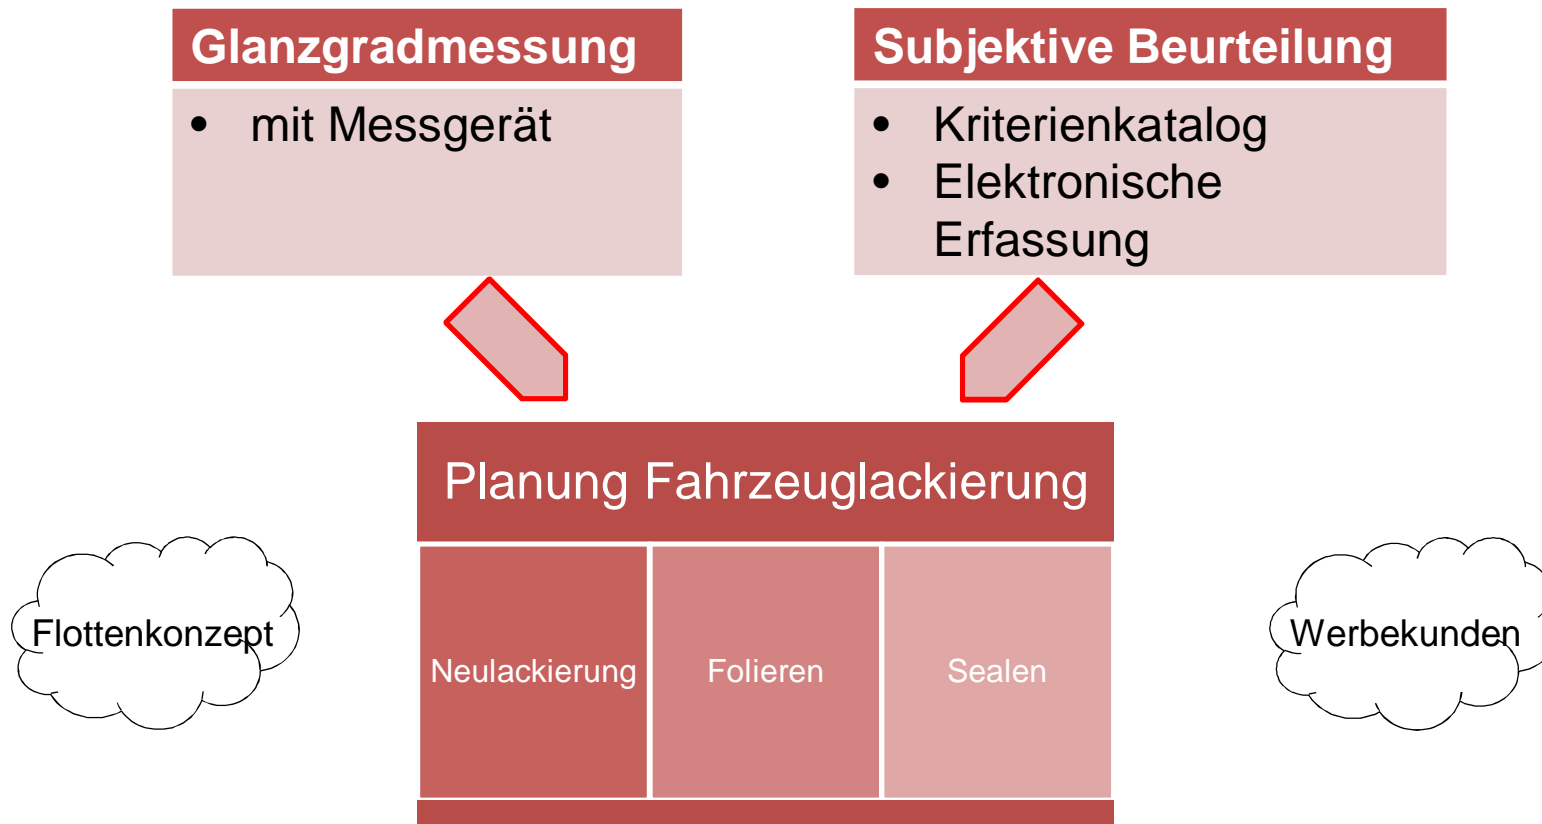 Glanzgradmessung
• mit Messgerät
Subjektive Beurteilung
• Kriterienkatalog
• Elektronische
Erfassung
Planung Fahrzeuglackierung
Flottenkonzept
Neulackierung
Folieren
Sealen
Werbekunden